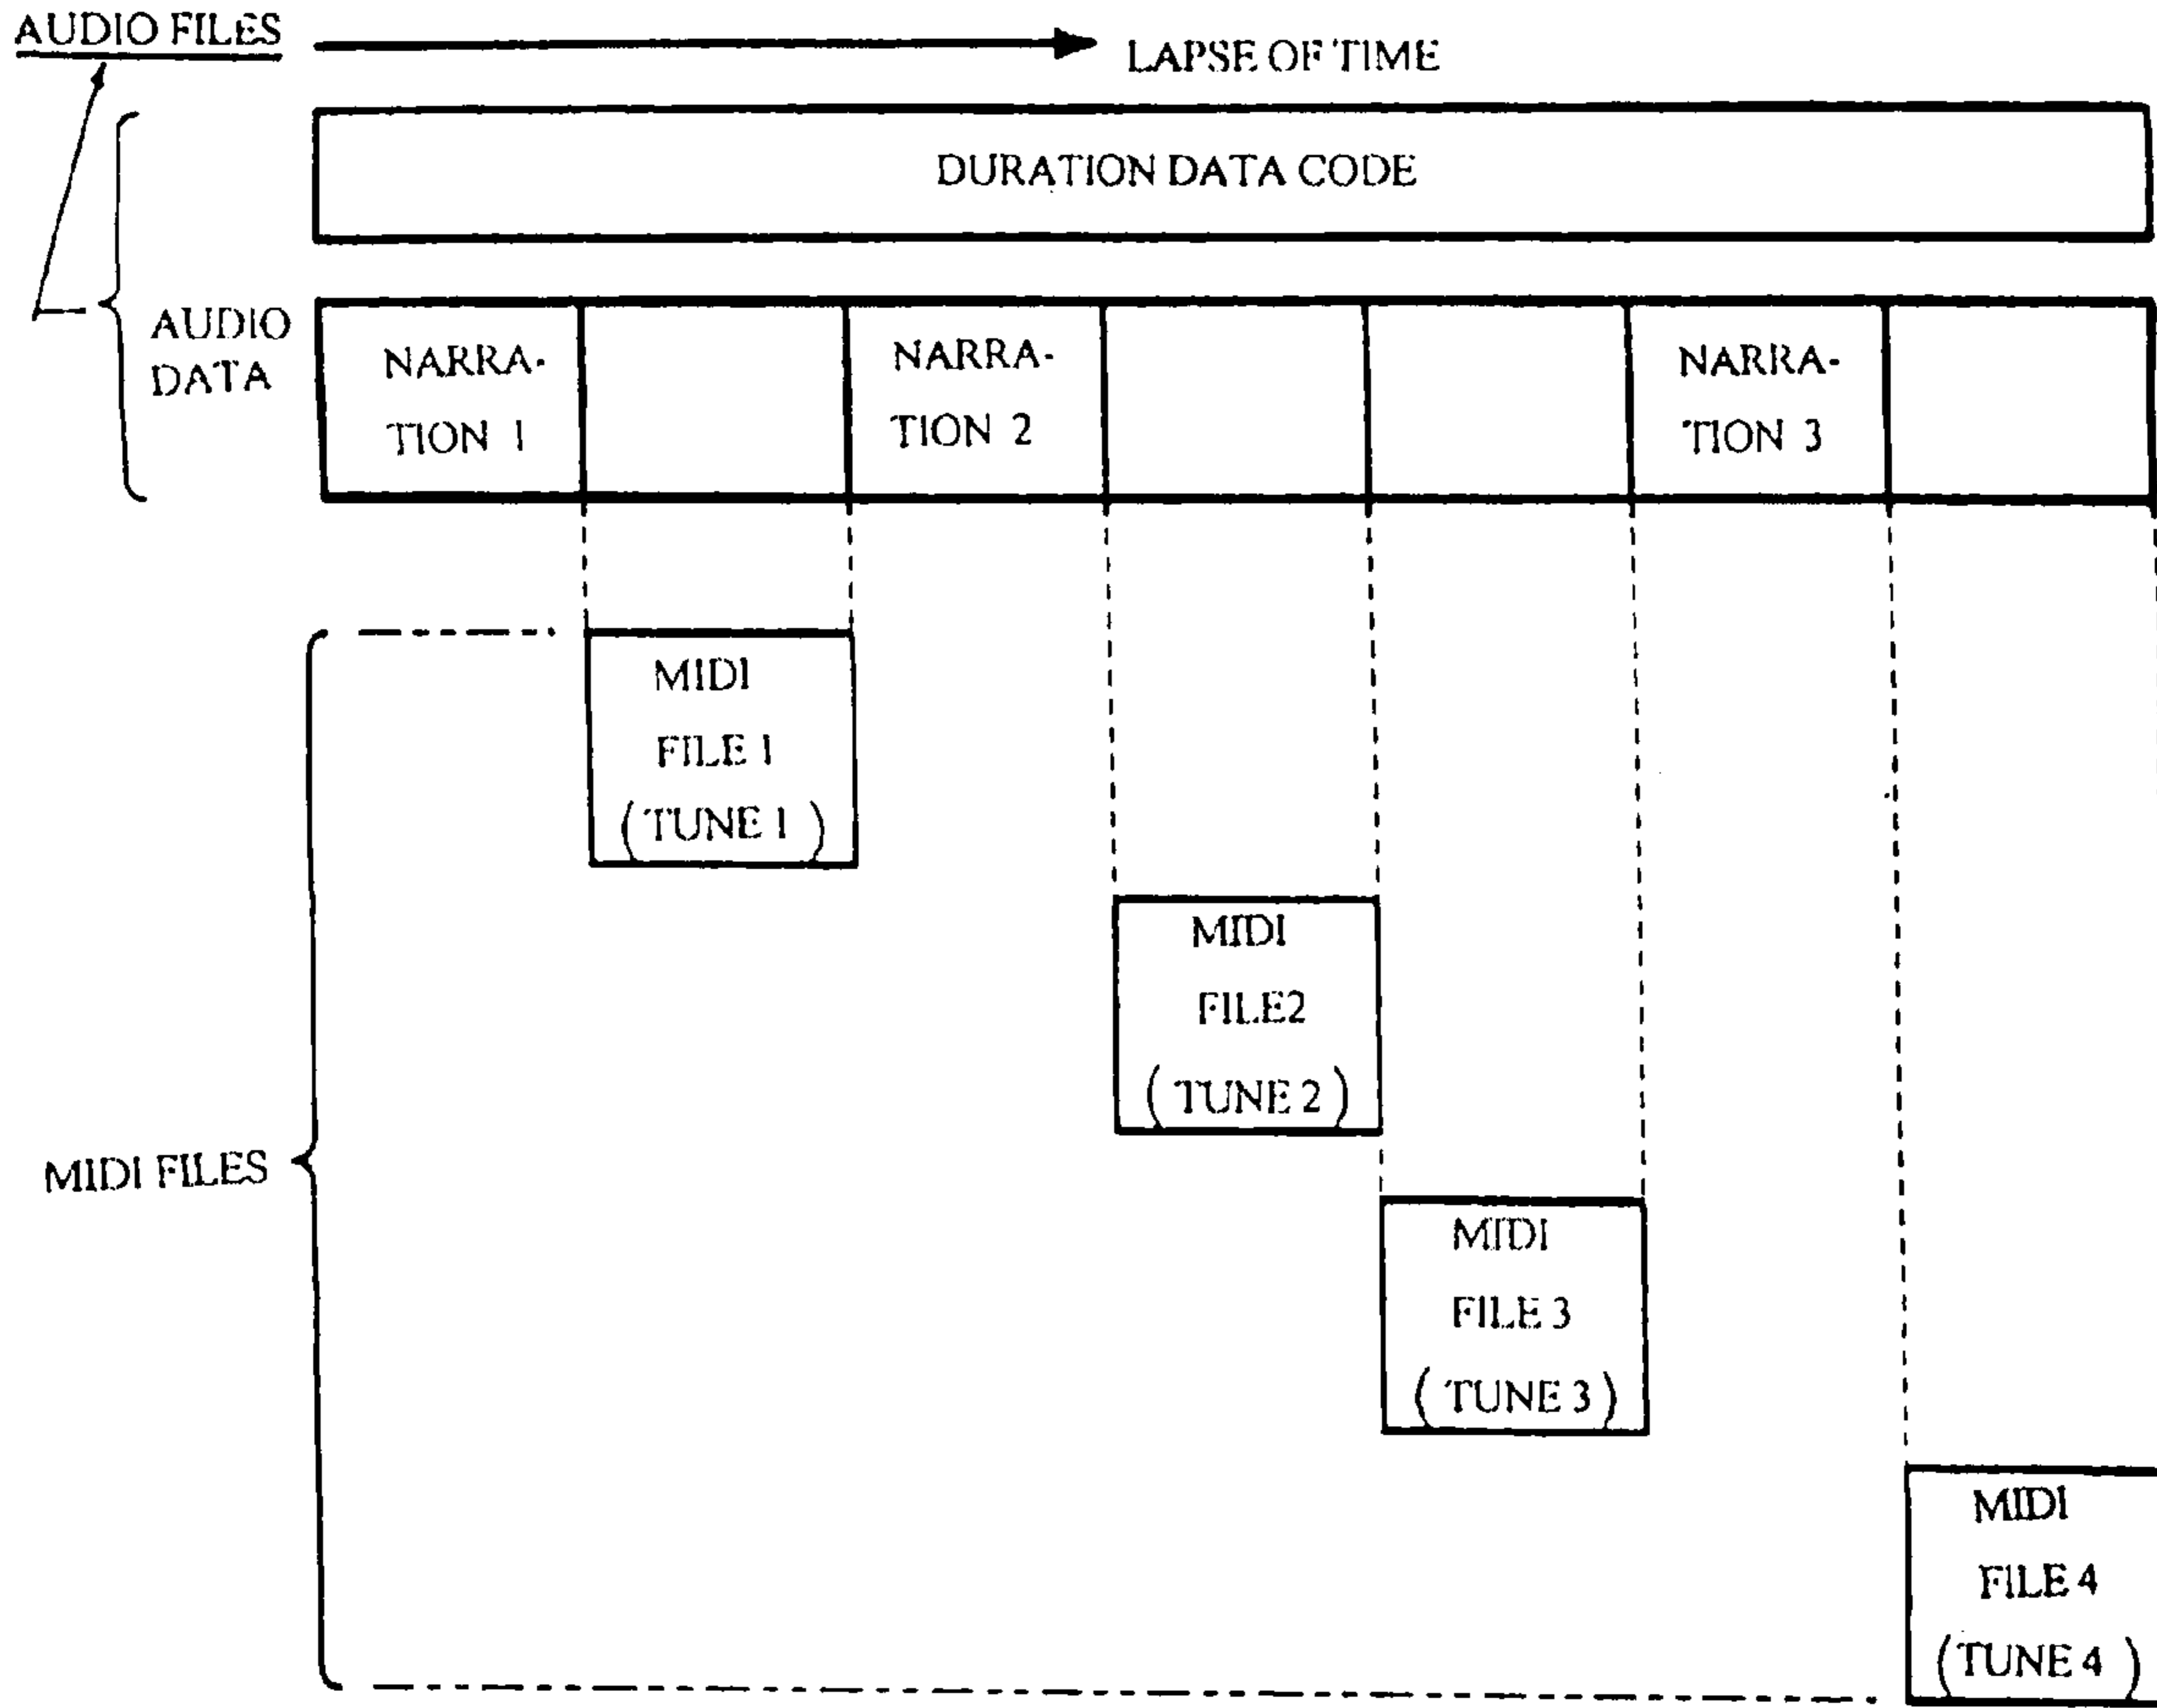 AUDIO FILES
LAPSE OF TIME
DURATION DATA CODE
AUDIO
DATA
NARRA-
TION 1
NARRA-
TION 2
NARRA-
TION 3
MIDI
FILE 1
(TUNE 1)
MIDI
FILE2
(TUNE 2)
MIDI FILES
MIDI
FILE 3
(TUNE 3)
MIDI
FILE 4
(TUNE 4)